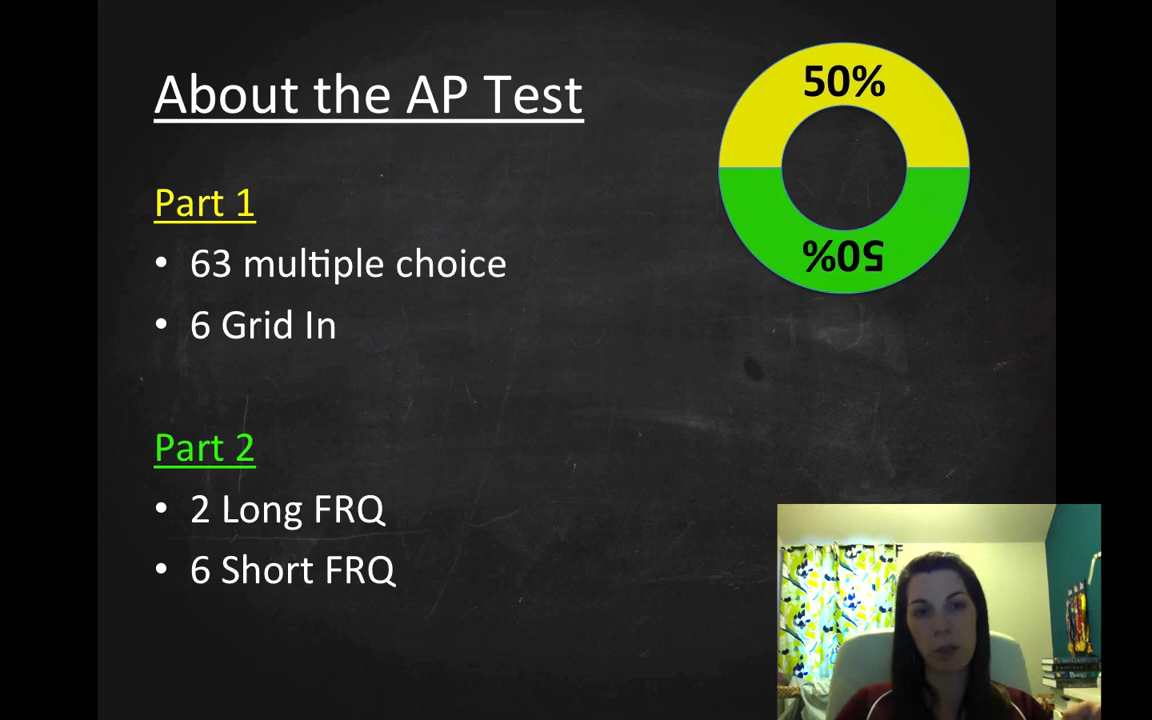 About the AP Test
50%
Part 1
• 63 multiple choice
• 6 Grid In
50%
Part 2
• 2 Long FRQ
• 6 Short FRQ